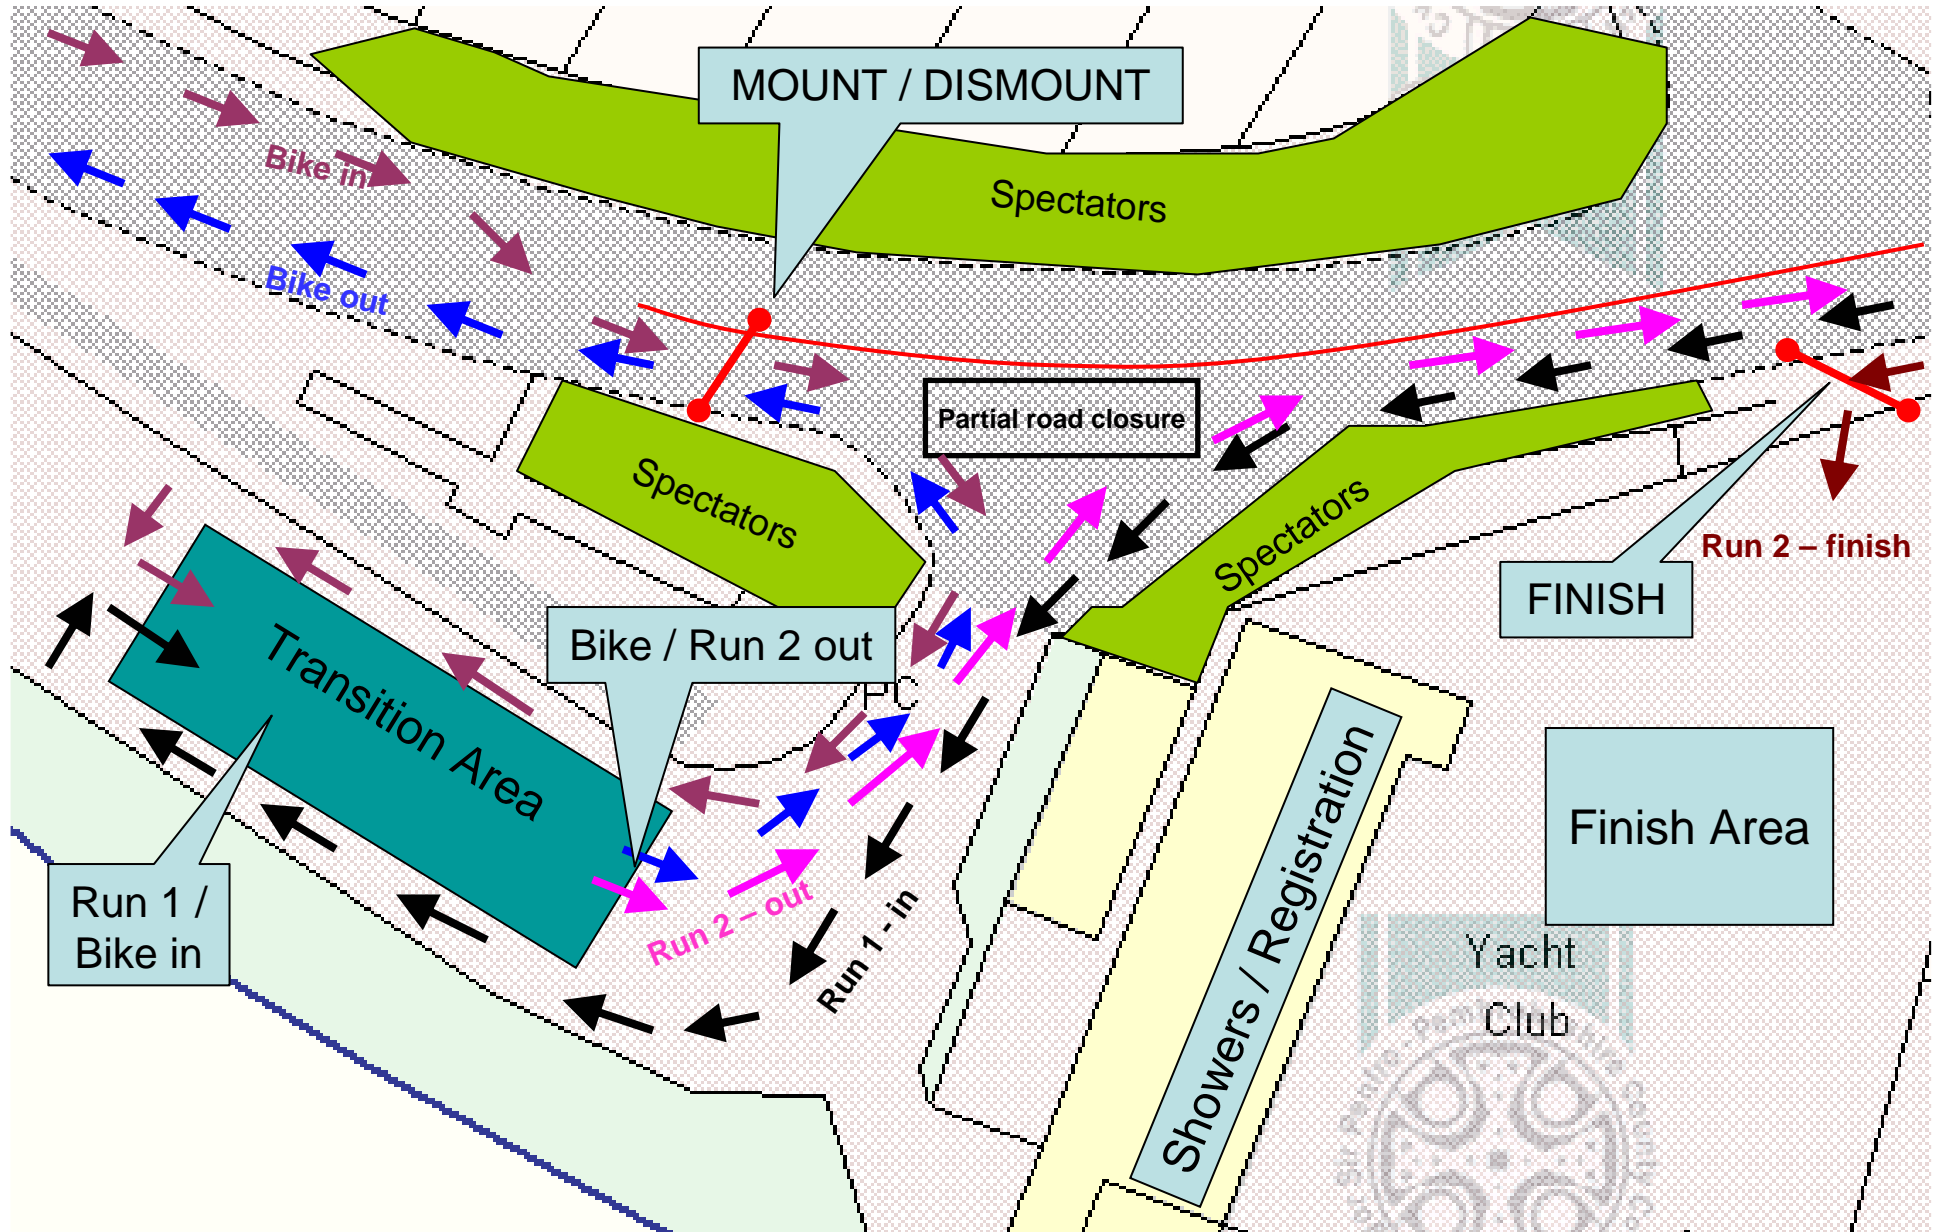 MOUNT / DISMOUNT
Bike in
Spectators
Bike out
Partial road closure
Spectators
Spectators
Run 2 – finish
FINISH
Bike / Run 2 out
Transition Area
Finish Area
Run 1 /
Bike in
Run 2 – out
Run 1 - in
Showers / Registration
Yacht
Club